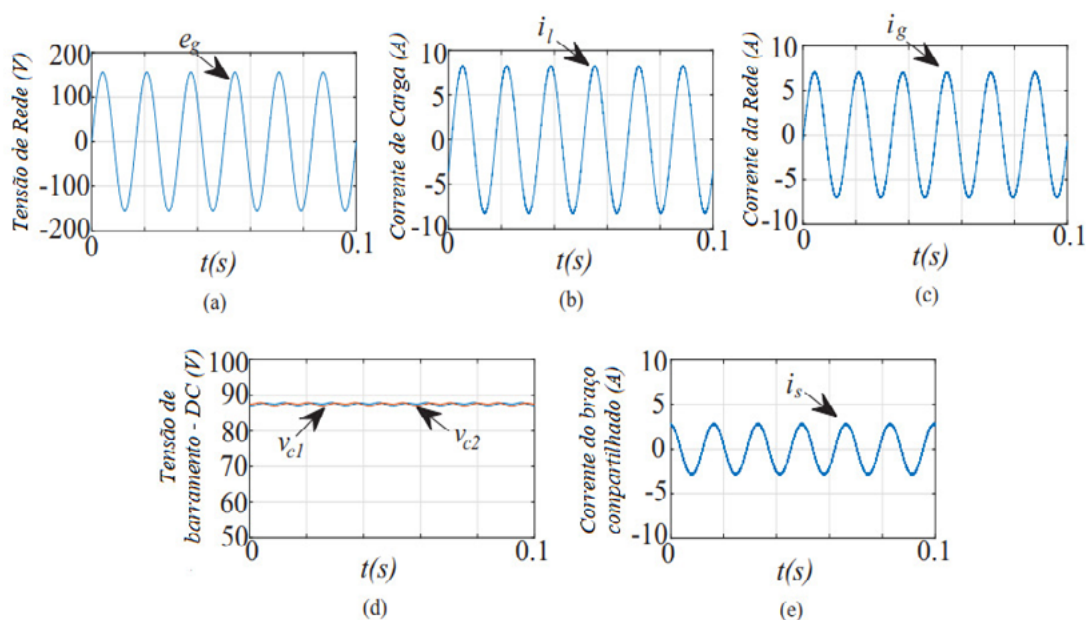 Tensão de Rede (V)
200
100
0
-100
-200
e_g
0
0.1
t(s)
(a)
Corrente de Carga (A)
10
5
0
-5
-10
i_l
0
0.1
t(s)
(b)
Corrente da Rede (A)
10
5
0
-5
-10
i_g
0
0.1
t(s)
(c)
Tensão de
barramento - DC (V)
100
90
80
70
60
50
v_c1
v_c2
0
0.1
t(s)
(d)
Corrente do braço
compartilhado (A)
10
5
0
-5
-10
i_s
0
0.1
t(s)
(e)